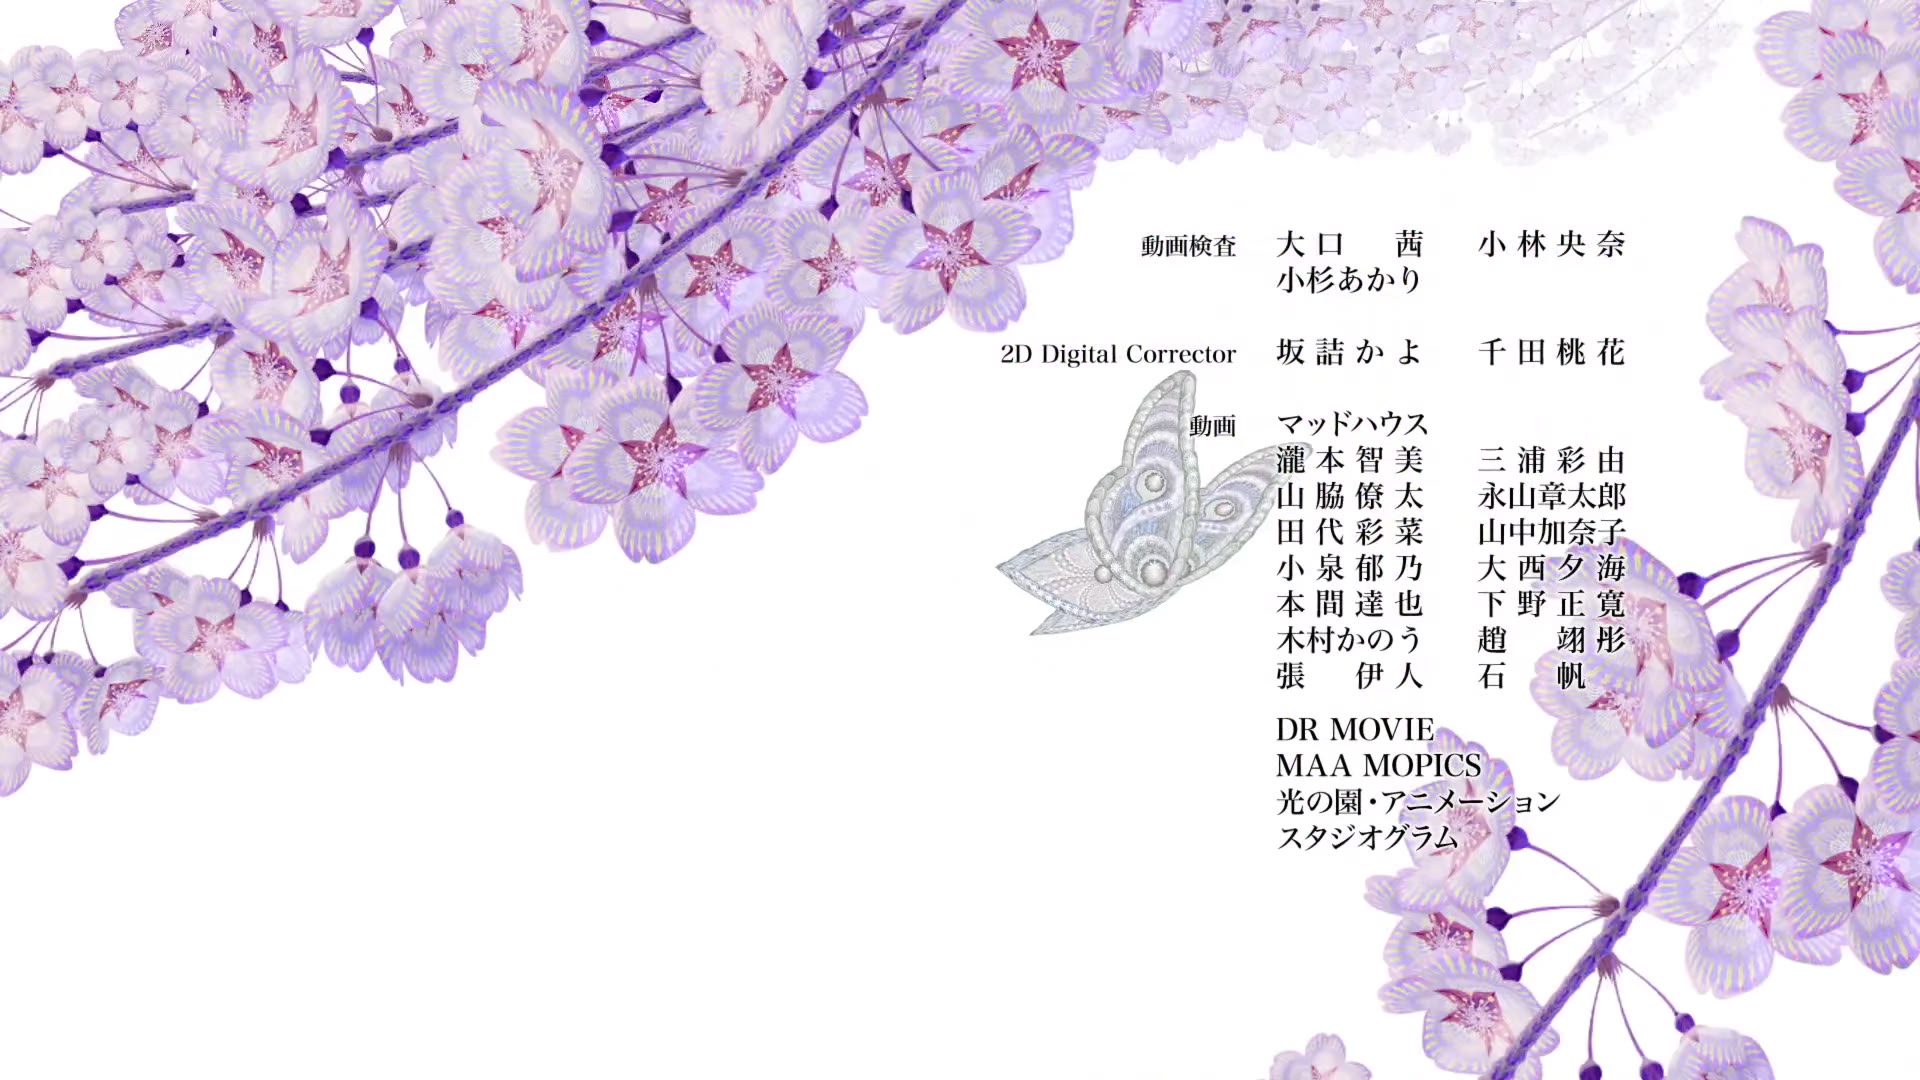 動画検査 大口 茜 小林央奈
小杉あかり
2D Digital Corrector 坂詰かよ 千田桃花
動画 マッドハウス
瀧本智美 三浦彩由
山脇僚太 永山章太郎
田代彩菜 山中加奈子
小泉郁乃 大西夕海
本間達也 下野正寛
木村かのう 趙 翊彤
張 伊人 石 帆
DR MOVIE
MAA MOPICS
光の園・アニメーション
スタジオグラム